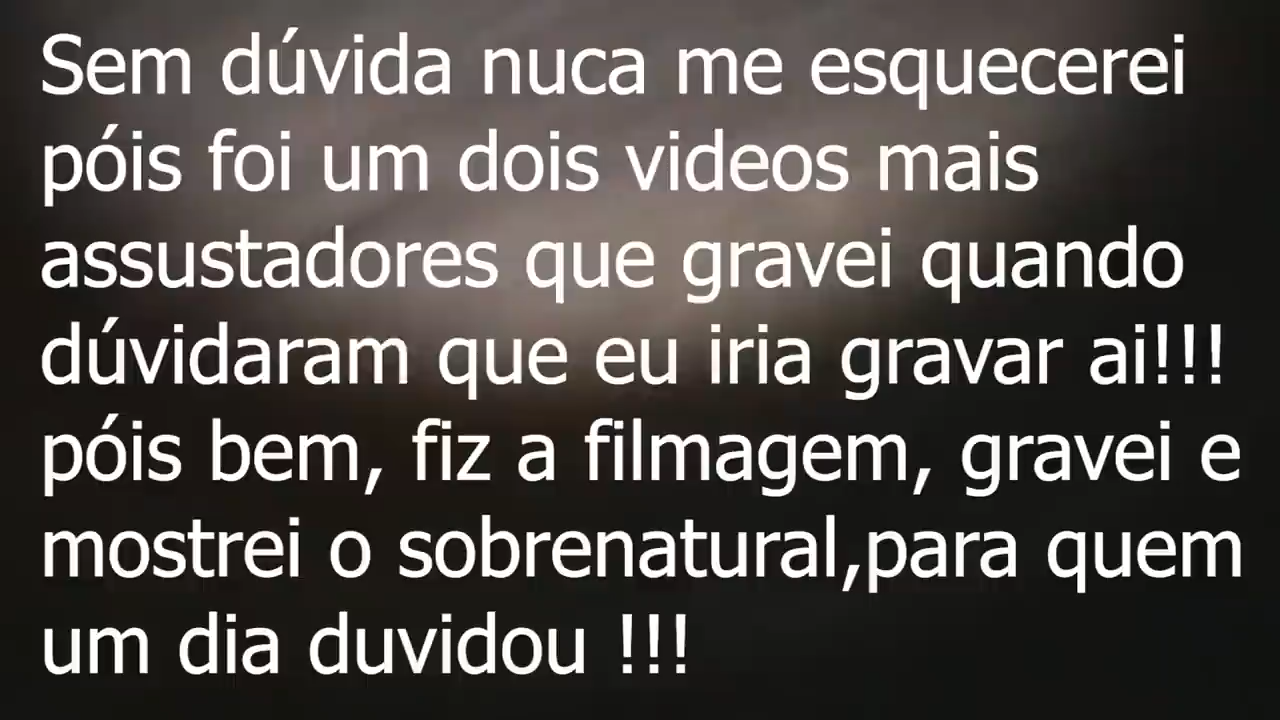 Sem dúvida nuca me esquecerei
póis foi um dois videos mais
assustadores que gravei quando
dúvidaram que eu iria gravar ai!!!
póis bem, fiz a filmagem, gravei e
mostrei o sobrenatural,para quem
um dia duvidou !!!